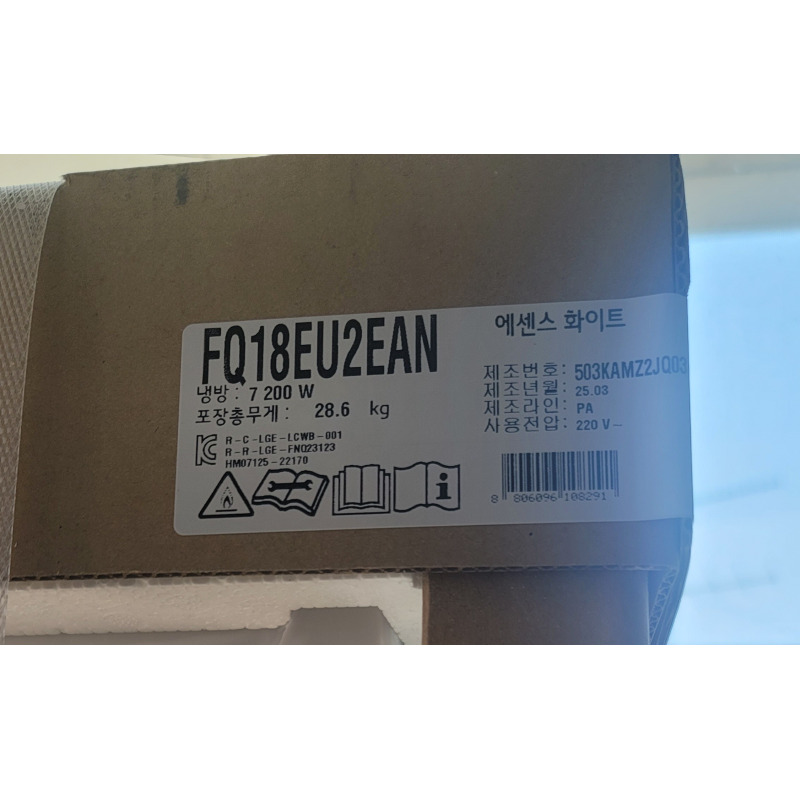 FQ18EU2EAN
냉방 : 7 200 W
포장총무게 : 28.6 kg
R-C-LGE-LCWB-001
R-R-LGE-FNQ23123
HM07125-22170
에센스 화이트
제조번호: 503KAMZ2JQ03
제조년월: 25.03
제조라인: PA
사용전압: 220 V~
8 806096 108291